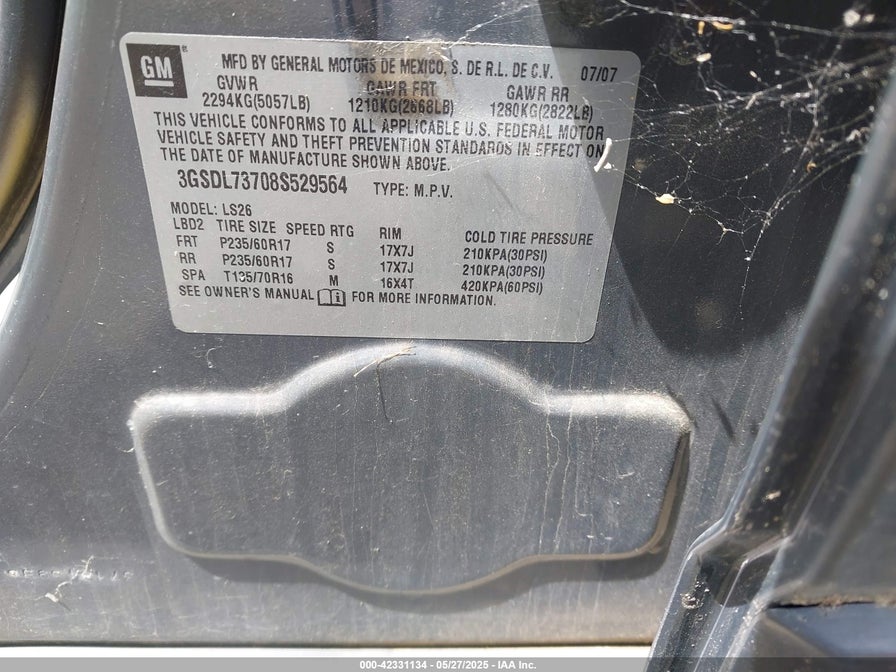 GM
MFD BY GENERAL MOTORS DE MEXICO, S. DE R.L. DE C.V. 07/07
GVWR GAWR FRT GAWR RR
2294KG(5057LB) 1210KG(2668LB) 1280KG(2822LB)
THIS VEHICLE CONFORMS TO ALL APPLICABLE U.S. FEDERAL MOTOR
VEHICLE SAFETY AND THEFT PREVENTION STANDARDS IN EFFECT ON
THE DATE OF MANUFACTURE SHOWN ABOVE.
3GSDL73708S529564 TYPE: M.P.V.
MODEL: LS26
LBD2 TIRE SIZE SPEED RTG RIM COLD TIRE PRESSURE
FRT P235/60R17 S 17X7J 210KPA(30PSI)
RR P235/60R17 S 17X7J 210KPA(30PSI)
SPA T135/70R16 M 16X4T 420KPA(60PSI)
SEE OWNER'S MANUAL FOR MORE INFORMATION.
000-42331134 - 05/27/2025 - IAA Inc.